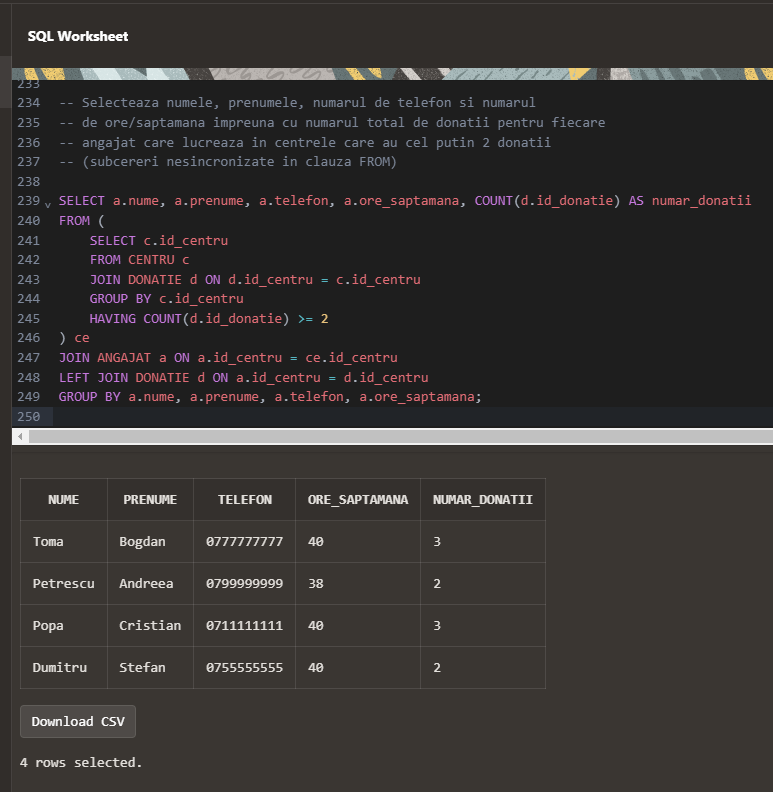 SQL Worksheet
233
234 -- Selecteaza numele, prenumele, numarul de telefon si numarul
235 -- de ore/saptamana impreuna cu numarul total de donatii pentru fiecare
236 -- angajat care lucreaza in centrele care au cel putin 2 donatii
237 -- (subcereri nesincronizate in clauza FROM)
238
239 SELECT a.nume, a.prenume, a.telefon, a.ore_saptamana, COUNT(d.id_donatie) AS numar_donatii
240 FROM (
241 SELECT c.id_centru
242 FROM CENTRU c
243 JOIN DONATIE d ON d.id_centru = c.id_centru
244 GROUP BY c.id_centru
245 HAVING COUNT(d.id_donatie) >= 2
246 ) ce
247 JOIN ANGAJAT a ON a.id_centru = ce.id_centru
248 LEFT JOIN DONATIE d ON a.id_centru = d.id_centru
249 GROUP BY a.nume, a.prenume, a.telefon, a.ore_saptamana;
250
NUME PRENUME TELEFON ORE_SAPTAMANA NUMAR_DONATII
Toma Bogdan 0777777777 40 3
Petrescu Andreea 0799999999 38 2
Popa Cristian 0711111111 40 3
Dumitru Stefan 0755555555 40 2
Download CSV
4 rows selected.